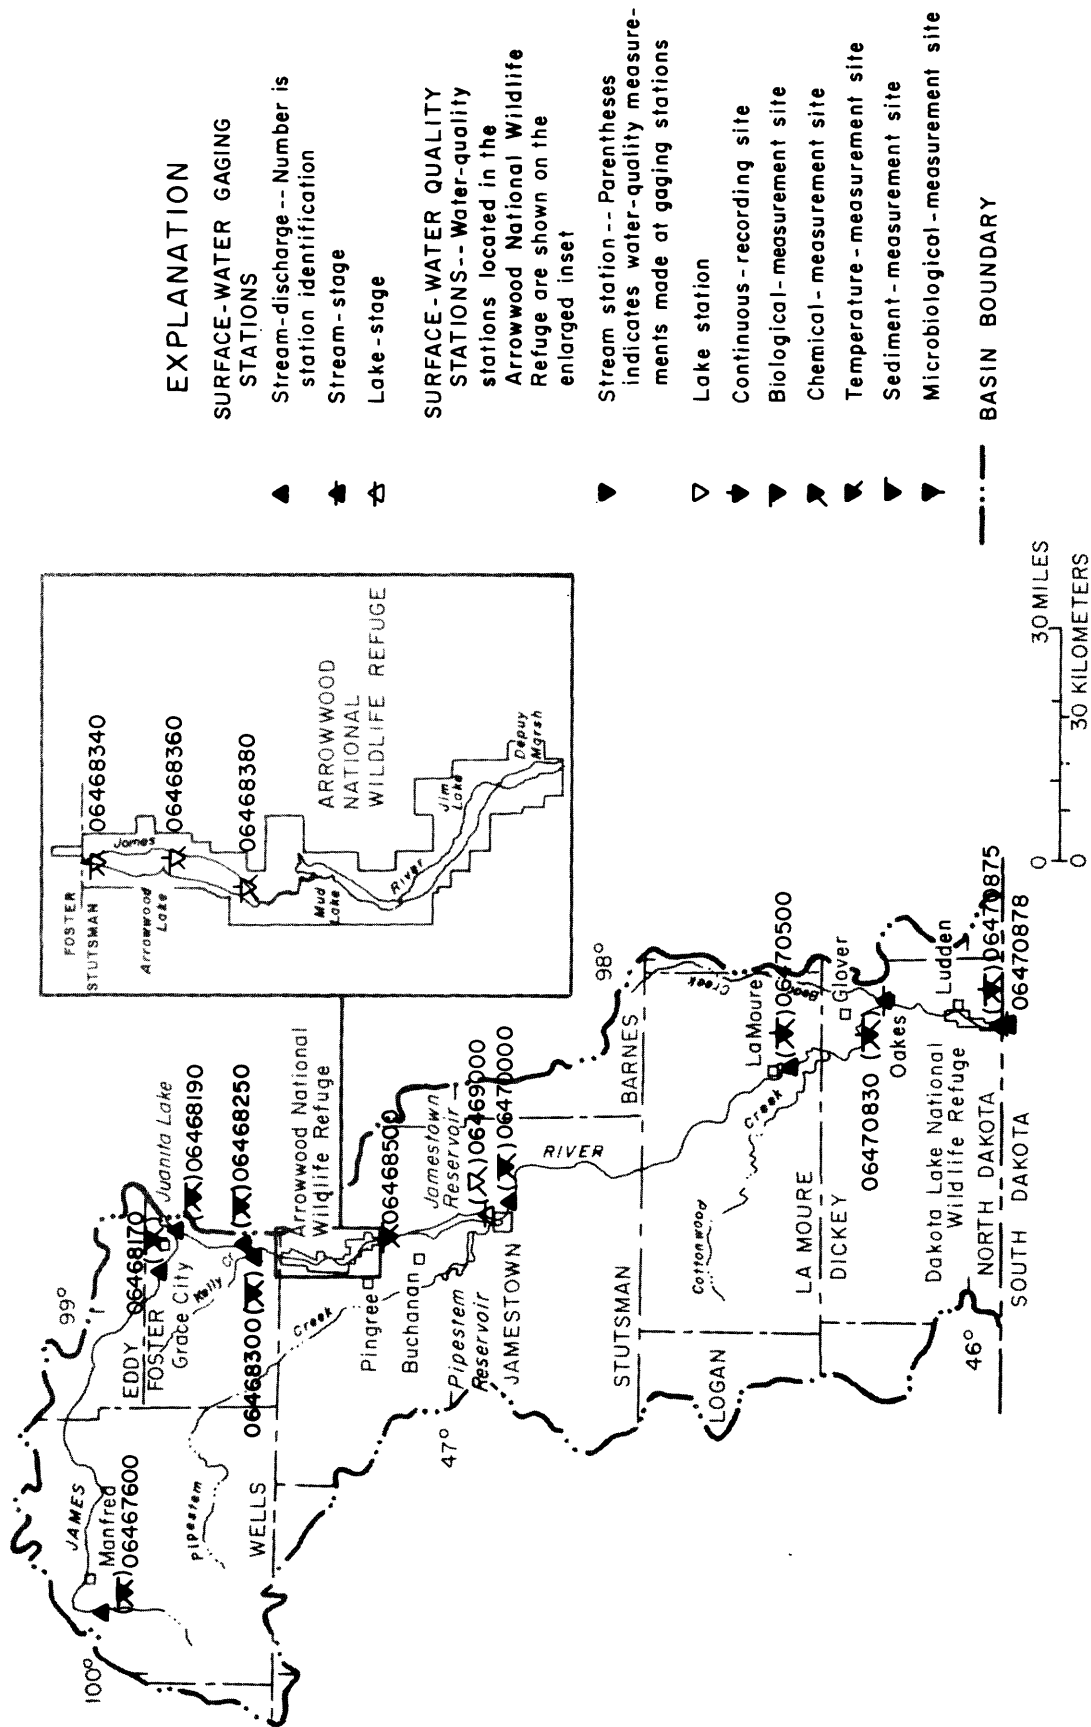 EXPLANATION
SURFACE-WATER GAGING
STATIONS
Stream-discharge -- Number is
station identification
Stream-stage
Lake-stage
SURFACE-WATER QUALITY
STATIONS -- Water-quality
stations located in the
Arrowwood National Wildlife
Refuge are shown on the
enlarged inset
Stream station -- Parentheses
indicates water-quality measure-
ments made at gaging stations
Lake station
Continuous-recording site
Biological-measurement site
Chemical-measurement site
Temperature-measurement site
Sediment-measurement site
Microbiological-measurement site
BASIN BOUNDARY
FOSTER
STUTSMAN
06468340
James
Arrowwood
Lake
06468360
06468380
Mud
Lake
River
ARROWWOOD
NATIONAL
WILDLIFE REFUGE
Jim
Lake
Depuy
Marsh
100°
99°
98°
47°
46°
JAMES
Manfred
06467600
EDDY
FOSTER
06468170
Grace City
Juanita Lake
06468190
Kelly Cr
06468250
06468300
Pipestem
Creek
WELLS
Arrowwood National
Wildlife Refuge
Pingree
06468500
Buchanan
Jamestown
Reservoir
Pipestem
Reservoir
06469000
JAMESTOWN
06470000
RIVER
STUTSMAN
BARNES
LOGAN
Cottonwood
Creek
LaMoure
06470500
Bear
Creek
LA MOURE
DICKEY
Glover
06470830
Oakes
Ludden
Dakota Lake National
Wildlife Refuge
06470875
06470878
NORTH DAKOTA
SOUTH DAKOTA
0 30 MILES
0 30 KILOMETERS